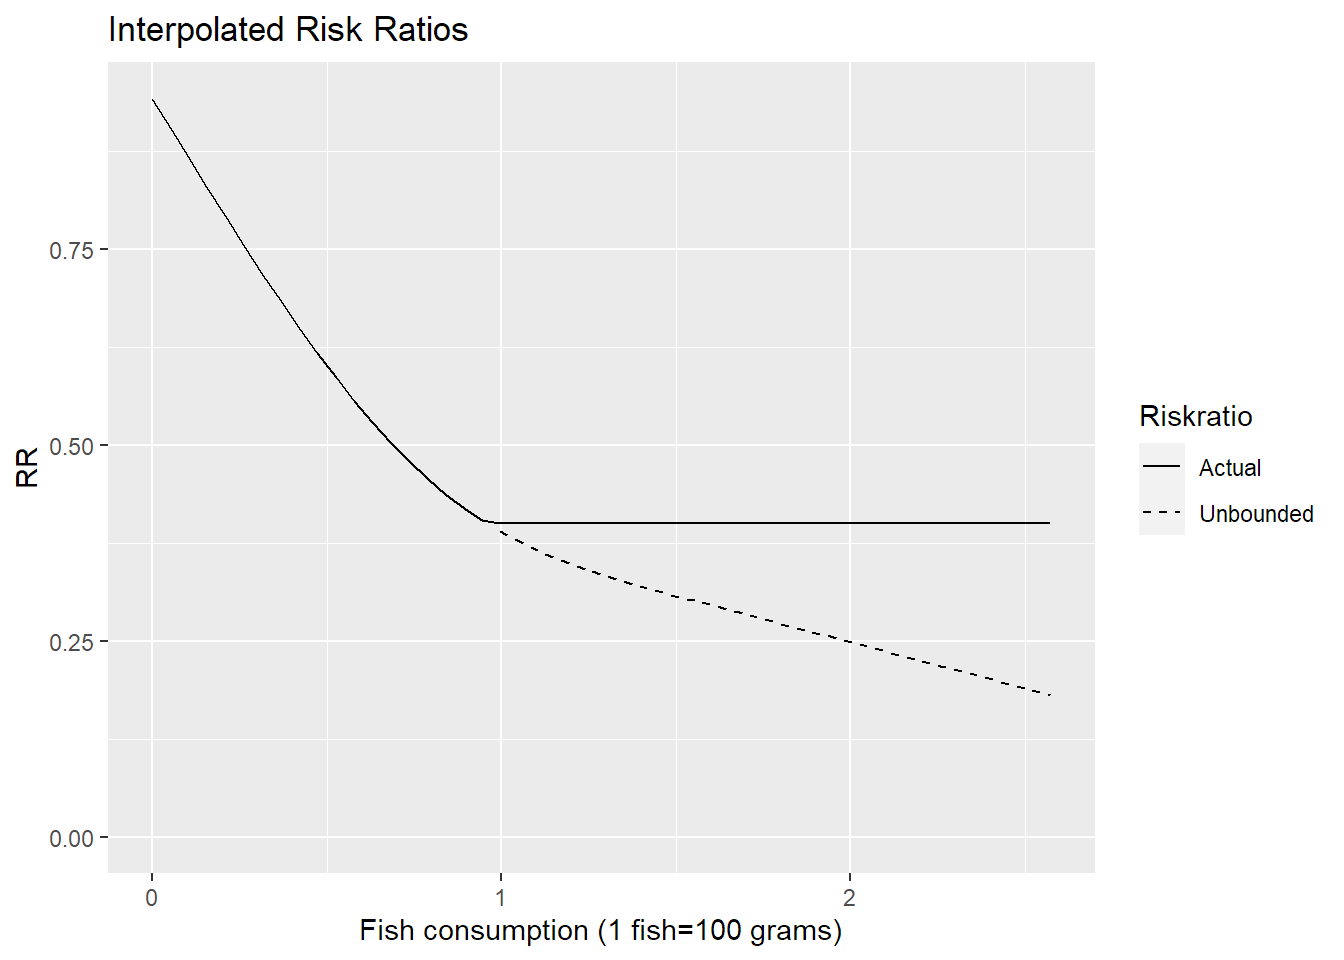 Interpolated Risk Ratios
0.75
0.50
0.25
0.00
RR
0
1
2
Fish consumption (1 fish=100 grams)
Riskratio
Actual
Unbounded